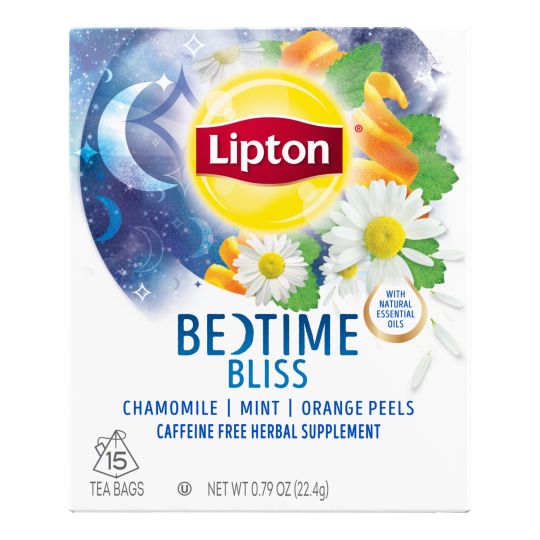 Lipton ®
WITH
NATURAL
ESSENTIAL
OILS
BEDTIME
BLISS
CHAMOMILE | MINT | ORANGE PEELS
CAFFEINE FREE HERBAL SUPPLEMENT
15
TEA BAGS
U NET WT 0.79 OZ (22.4g)